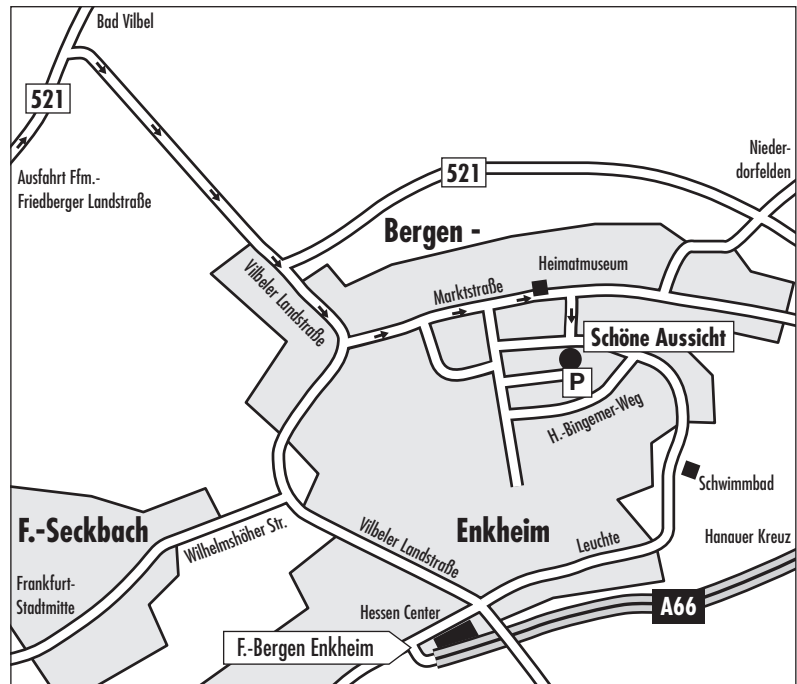 Bad Vilbel
521
Ausfahrt Ffm.-
Friedberger Landstraße
521
Nieder-
dorfelden
Bergen -
Heimatmuseum
Marktstraße
Vilbeler Landstraße
Schöne Aussicht
P
H.-Bingemer-Weg
Schwimmbad
F.-Seckbach
Wilhelmshöher Str.
Vilbeler Landstraße
Enkheim
Leuchte
Hanauer Kreuz
Frankfurt-
Stadtmitte
Hessen Center
A66
F.-Bergen Enkheim